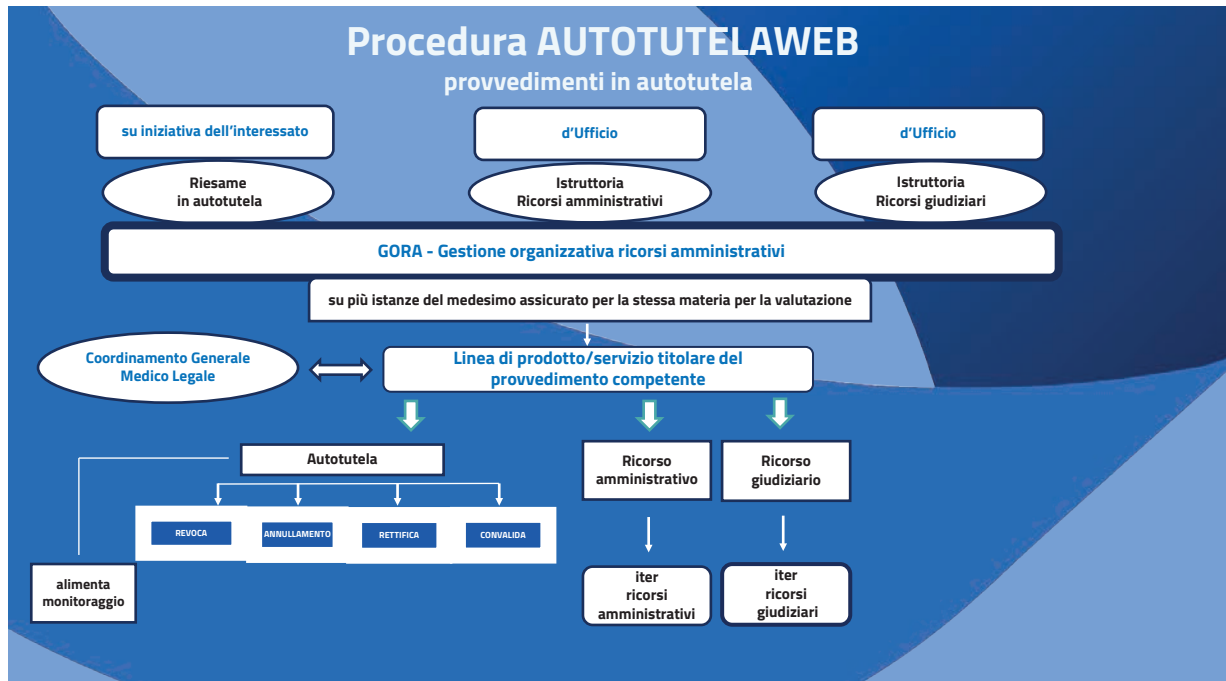 Procedura AUTOTUTELAWEB
provvedimenti in autotutela
su iniziativa dell'interessato
d'Ufficio
d'Ufficio
Riesame
in autotutela
Istruttoria
Ricorsi amministrativi
Istruttoria
Ricorsi giudiziari
GORA - Gestione organizzativa ricorsi amministrativi
su più istanze del medesimo assicurato per la stessa materia per la valutazione
Coordinamento Generale
Medico Legale
Linea di prodotto/servizio titolare del
provvedimento competente
Autotutela
Ricorso
amministrativo
Ricorso
giudiziario
REVOCA
ANNULLAMENTO
RETTIFICA
CONVALIDA
alimenta
monitoraggio
iter
ricorsi
amministrativi
iter
ricorsi
giudiziari